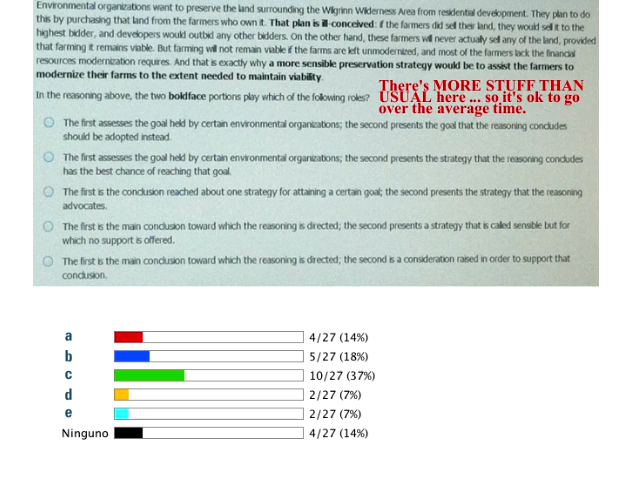 Environmental organizations want to preserve the land surrounding the Wilgrinn Wilderness Area from residential development. They plan to do
this by purchasing that land from the farmers who own it. That plan is ill-conceived: if the farmers did sell their land, they would sell it to the
highest bidder, and developers would outbid any other bidders. On the other hand, these farmers will never actually sell any of the land, provided
that farming it remains viable. But farming will not remain viable if the farms are left unmodernized, and most of the farmers lack the financial
resources modernization requires. And that is exactly why a more sensible preservation strategy would be to assist the farmers to
modernize their farms to the extent needed to maintain viability.
In the reasoning above, the two boldface portions play which of the following roles?
There's MORE STUFF THAN
USUAL here ... so it's ok to go
over the average time.
The first assesses the goal held by certain environmental organizations; the second presents the goal that the reasoning concludes
should be adopted instead.
The first assesses the goal held by certain environmental organizations; the second presents the strategy that the reasoning concludes
has the best chance of reaching that goal.
The first is the conclusion reached about one strategy for attaining a certain goal; the second presents the strategy that the reasoning
advocates.
The first is the main conclusion toward which the reasoning is directed; the second presents a strategy that is called sensible but for
which no support is offered.
The first is the main conclusion toward which the reasoning is directed; the second is a consideration raised in order to support that
conclusion.
a 4/27 (14%)
b 5/27 (18%)
c 10/27 (37%)
d 2/27 (7%)
e 2/27 (7%)
Ninguno 4/27 (14%)